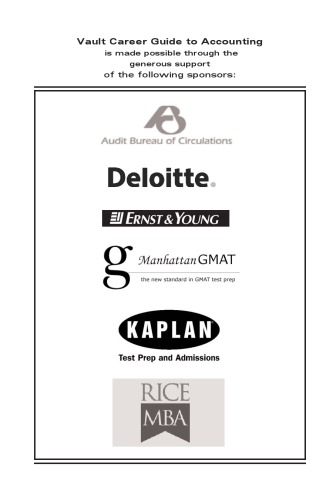 Vault Career Guide to Accounting
is made possible through the
generous support
of the following sponsors:
Audit Bureau of Circulations
Deloitte.
ERNST & YOUNG
g
Manhattan GMAT
the new standard in GMAT test prep
KAPLAN
Test Prep and Admissions
RICE
MBA